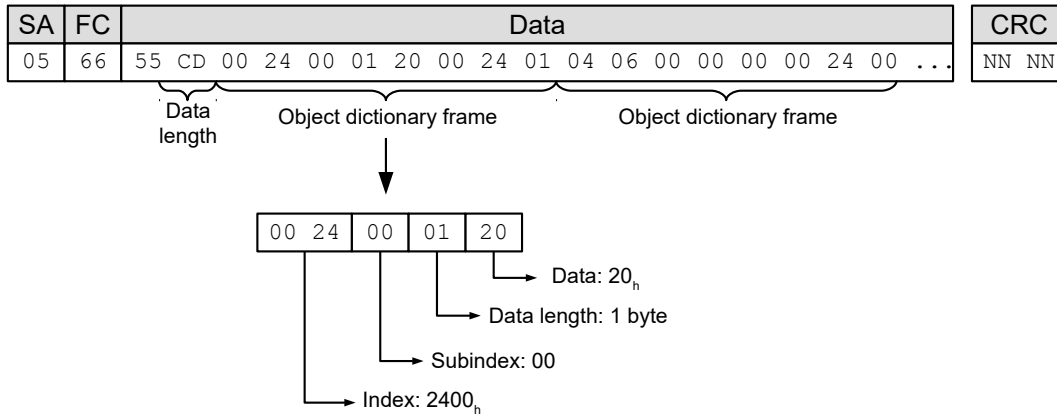 SA FC Data CRC
05 66 55 CD 00 24 00 01 20 00 24 01 04 06 00 00 00 00 24 00 ... NN NN
Data length
Object dictionary frame
Object dictionary frame
00 24 00 01 20
Data: 20h
Data length: 1 byte
Subindex: 00
Index: 2400h